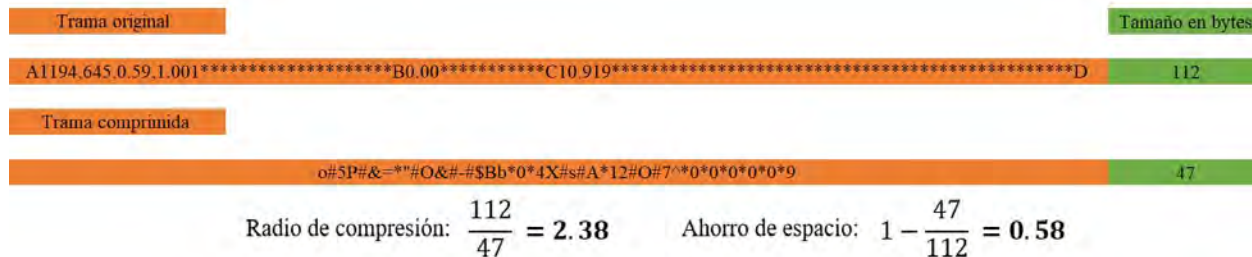 Trama original
Tamaño en bytes
A1194,645,0.59,1.001********************B0.00***********C10.919************************************************D
112
Trama comprimida
o#5P#&=*"#O&#-#$Bb*0*4X#s#A*12#O#7^*0*0*0*0*0*9
47
Radio de compresión: 112/47 = 2.38
Ahorro de espacio: 1 − 47/112 = 0.58